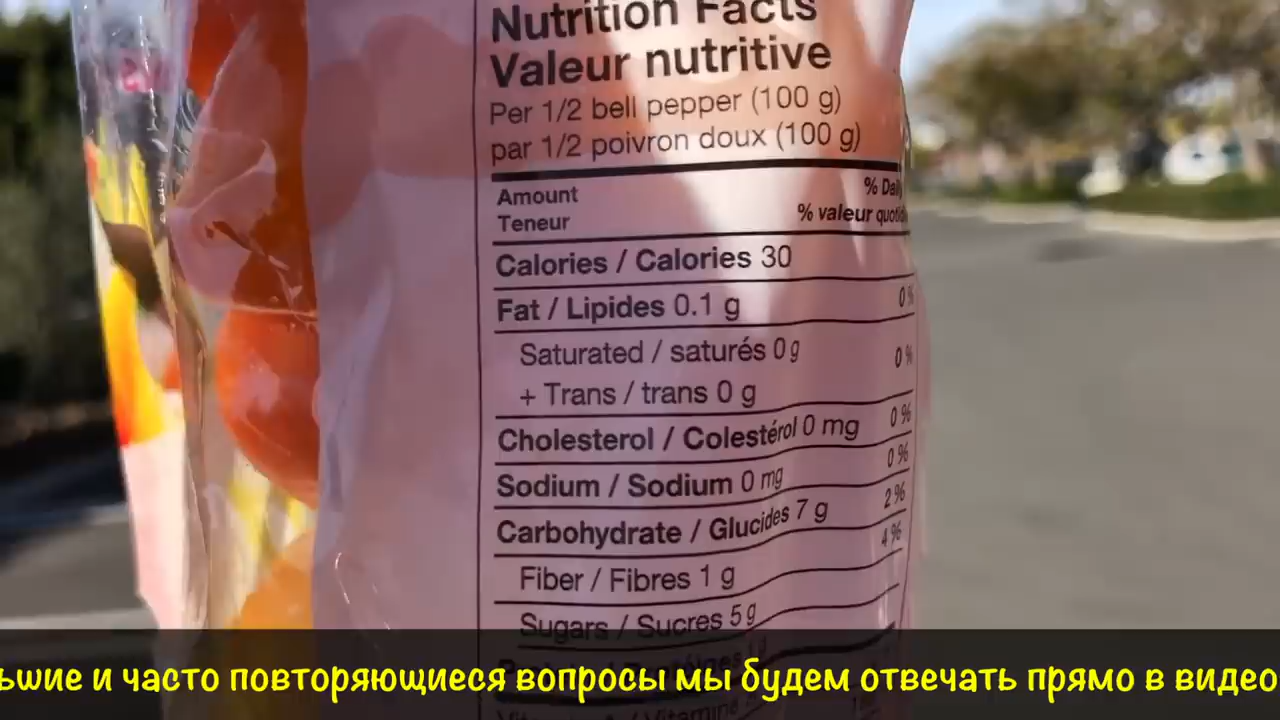 Nutrition Facts
Valeur nutritive
Per 1/2 bell pepper (100 g)
par 1/2 poivron doux (100 g)
Amount
% Daily
Teneur
% valeur quotidi
Calories / Calories 30
Fat / Lipides 0.1 g 0 %
Saturated / saturés 0 g 0 %
+ Trans / trans 0 g
Cholesterol / Colestérol 0 mg 0 %
Sodium / Sodium 0 mg 0 %
Carbohydrate / Glucides 7 g 2 %
Fiber / Fibres 1 g 4 %
Sugars / Sucres 5 g
ьшие и часто повторяющиеся вопросы мы будем отвечать прямо в видео